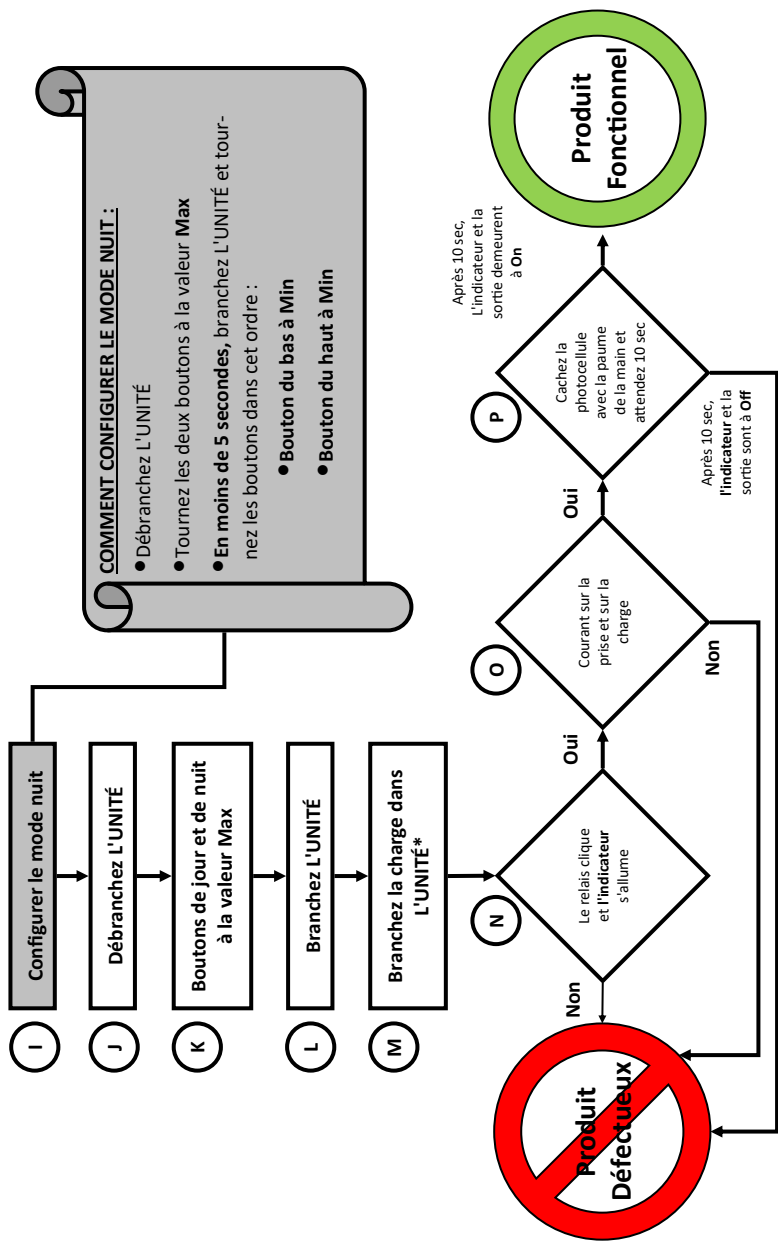 I
Configurer le mode nuit
J
Débranchez L'UNITÉ
K
Boutons de jour et de nuit
à la valeur Max
L
Branchez L'UNITÉ
M
Branchez la charge dans
L'UNITÉ*
COMMENT CONFIGURER LE MODE NUIT :
●Débranchez L'UNITÉ
●Tournez les deux boutons à la valeur Max
●En moins de 5 secondes, branchez L'UNITÉ et tour-
nez les boutons dans cet ordre :
●Bouton du bas à Min
●Bouton du haut à Min
N
Le relais clique
et l'indicateur
s'allume
Non
Oui
O
Courant sur la
prise et sur la
charge
Oui
Non
P
Cachez la
photocellule
avec la paume
de la main et
attendez 10 sec
Après 10 sec,
L'indicateur et la
sortie demeurent
à On
Après 10 sec,
l'indicateur et la
sortie sont à Off
Produit
Défectueux
Produit
Fonctionnel